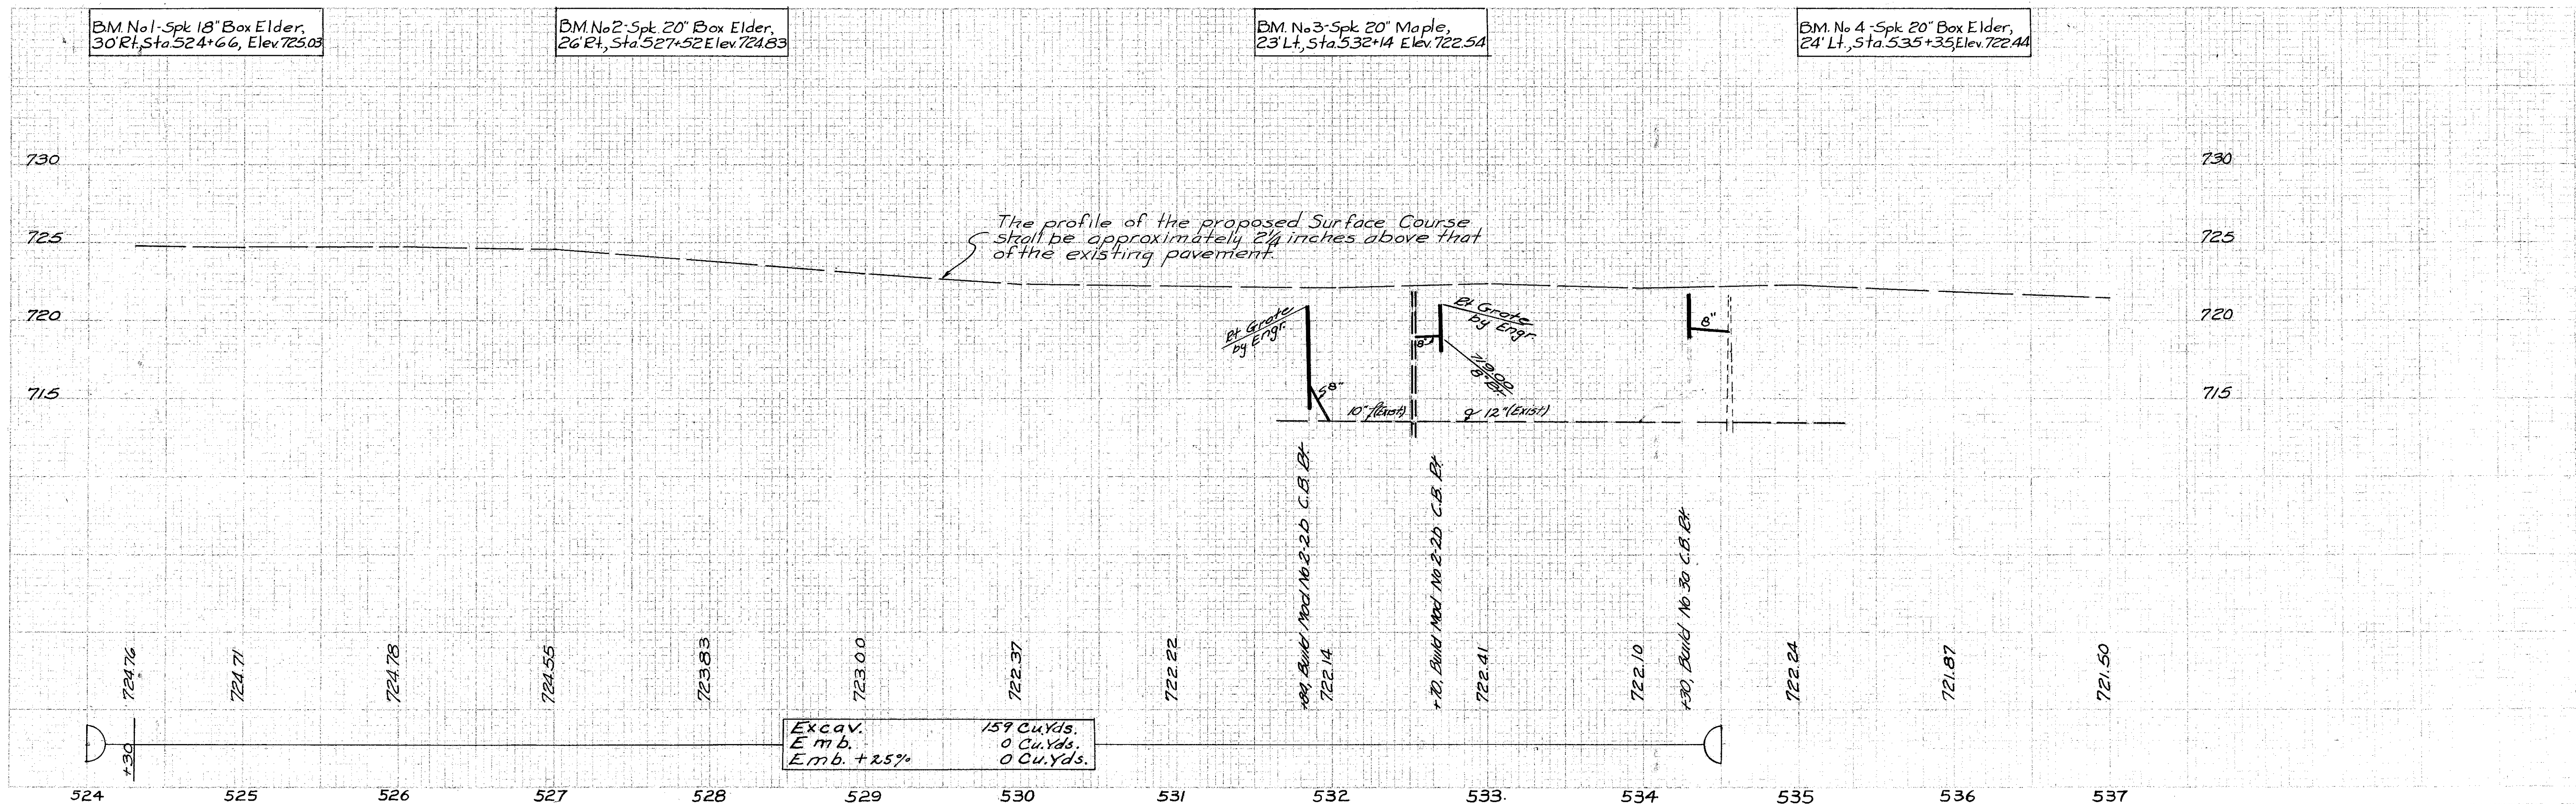 B.M. No1-Spk 18" Box Elder,
30'Rt, Sta.524+66, Elev.725.03
B.M. No2-Spk. 20" Box Elder,
26'Rt., Sta.527+52 Elev.724.83
B.M. No3-Spk 20" Maple,
23'Lt., Sta.532+14 Elev.722.54
B.M. No 4-Spk 20" Box Elder,
24' Lt., Sta.535+35, Elev.722.44
730
730
725
725
720
720
715
715
The profile of the proposed Surface Course
shall be approximately 2¼ inches above that
of the existing pavement.
Rt Grate
by Engr.
Rt Grate
by Engr.
8"
8"
719.00
8" Rt.
8"
10" (Exist)
12" (Exist)
+84, Build Mod No 2-2b C.B. Rt.
+70, Build Mod No 2-2b C.B. Rt
+30, Build No 30 C.B. Rt.
724.76
724.71
724.78
724.55
723.83
723.00
722.37
722.22
722.14
722.41
722.10
722.24
721.87
721.50
+30
Excav. 159 Cu.Yds.
Emb. 0 Cu.Yds.
Emb. +25% 0 Cu.Yds.
524 525 526 527 528 529 530 531 532 533. 534 535 536 537